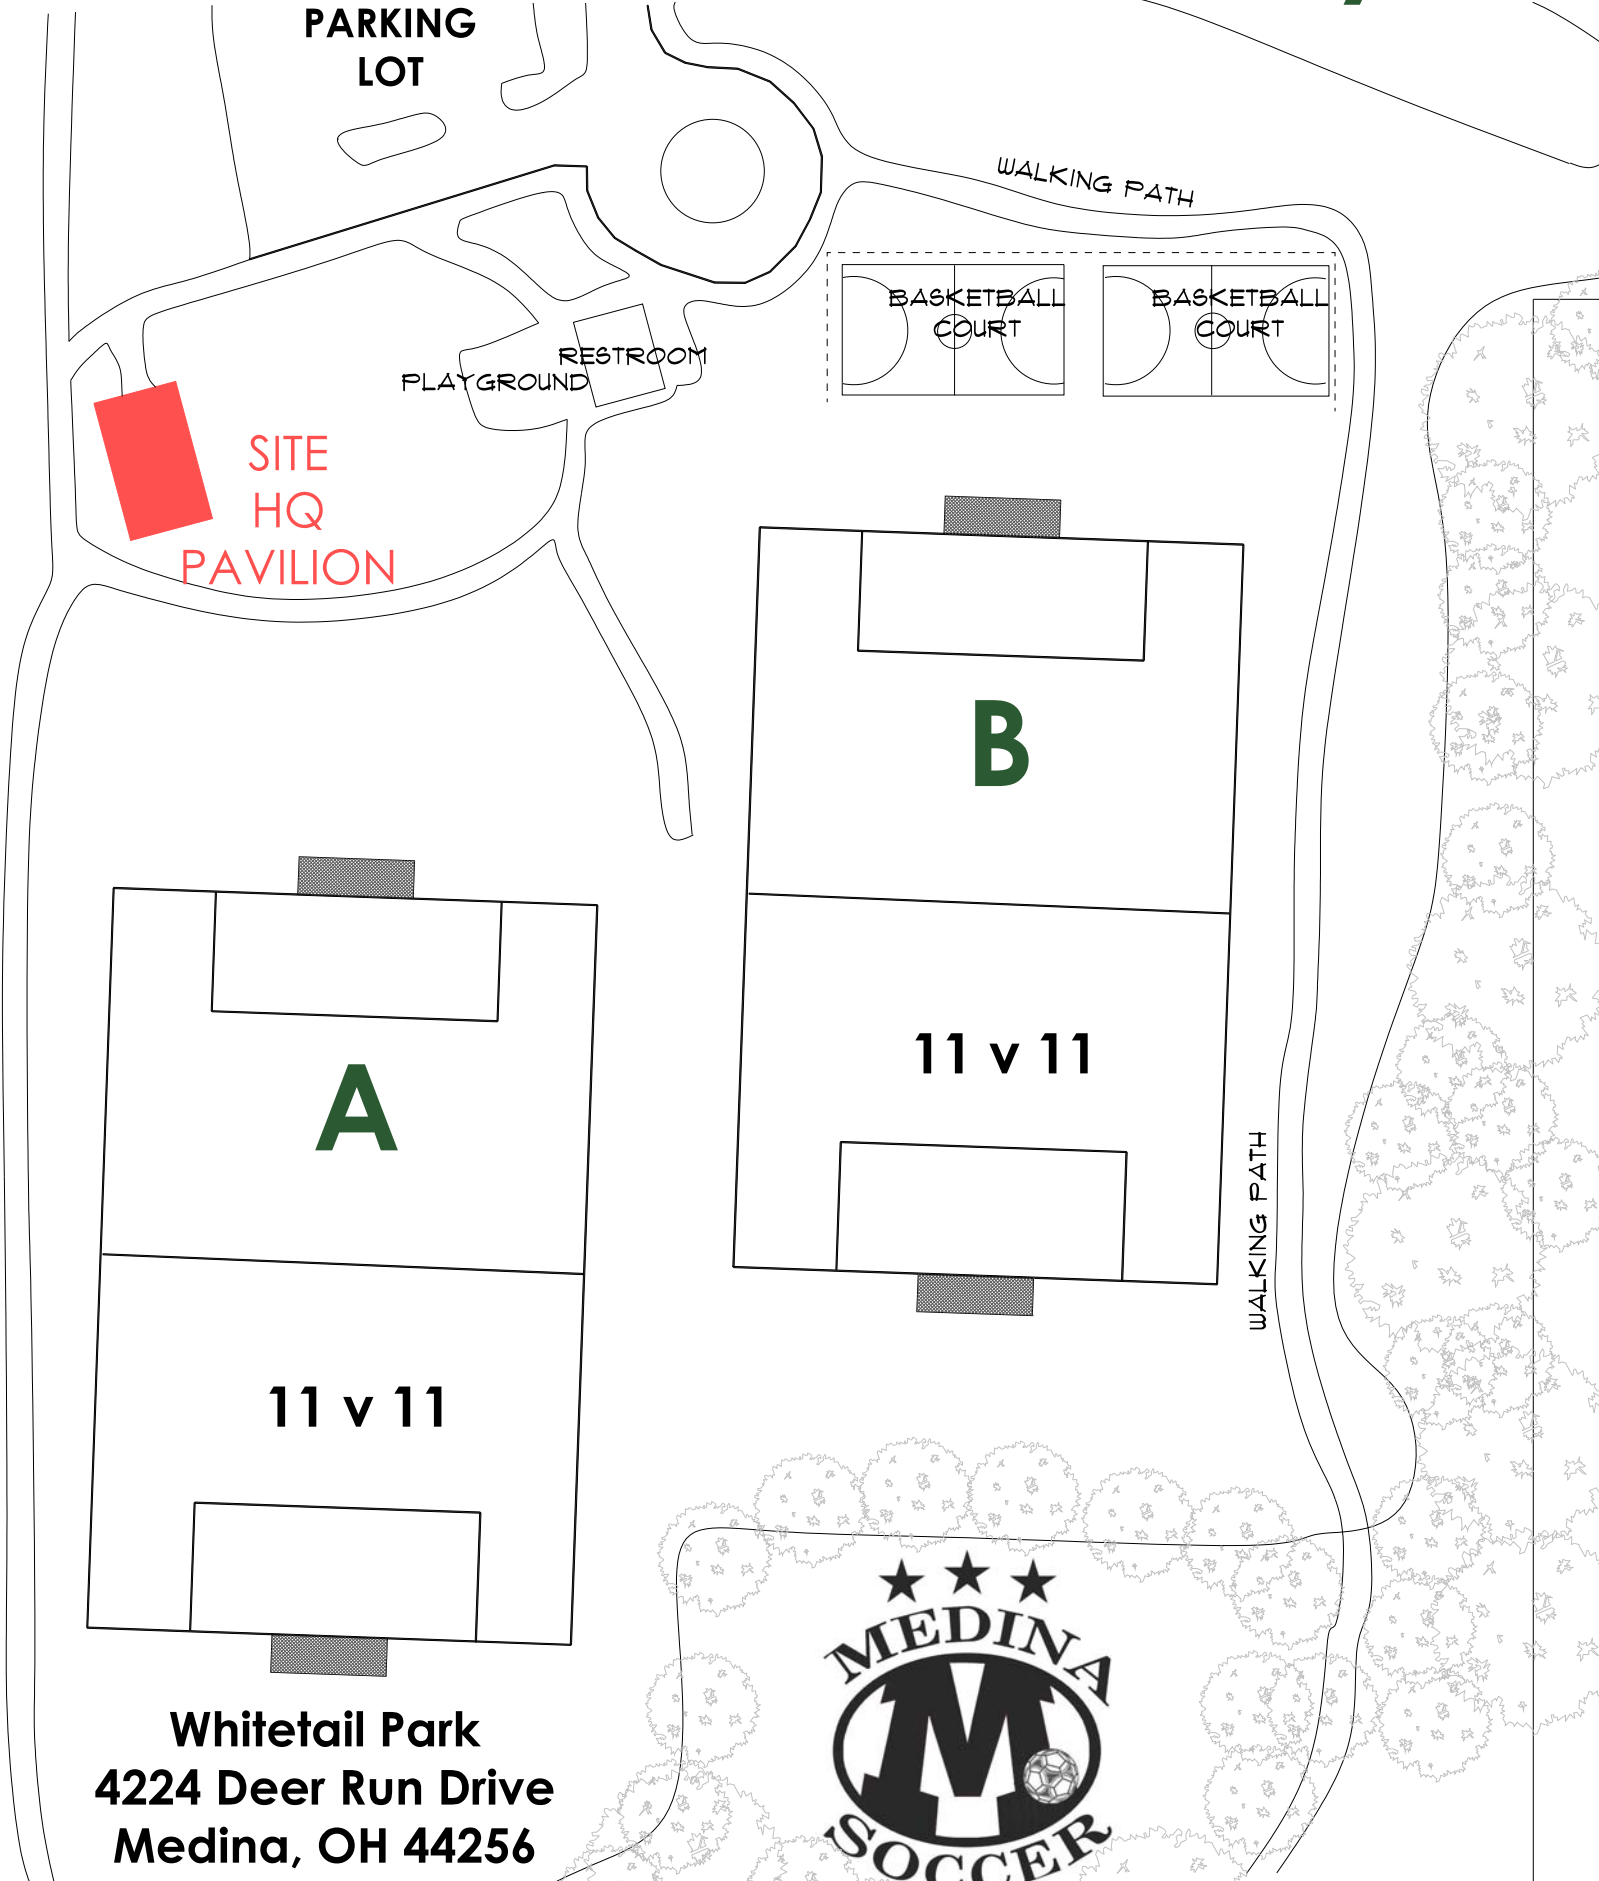 PARKING
LOT
WALKING PATH
BASKETBALL
COURT
BASKETBALL
COURT
RESTROOM
PLAYGROUND
SITE
HQ
PAVILION
B
11 v 11
A
WALKING PATH
11 v 11
MEDINA
M
SOCCER
Whitetail Park
4224 Deer Run Drive
Medina, OH 44256